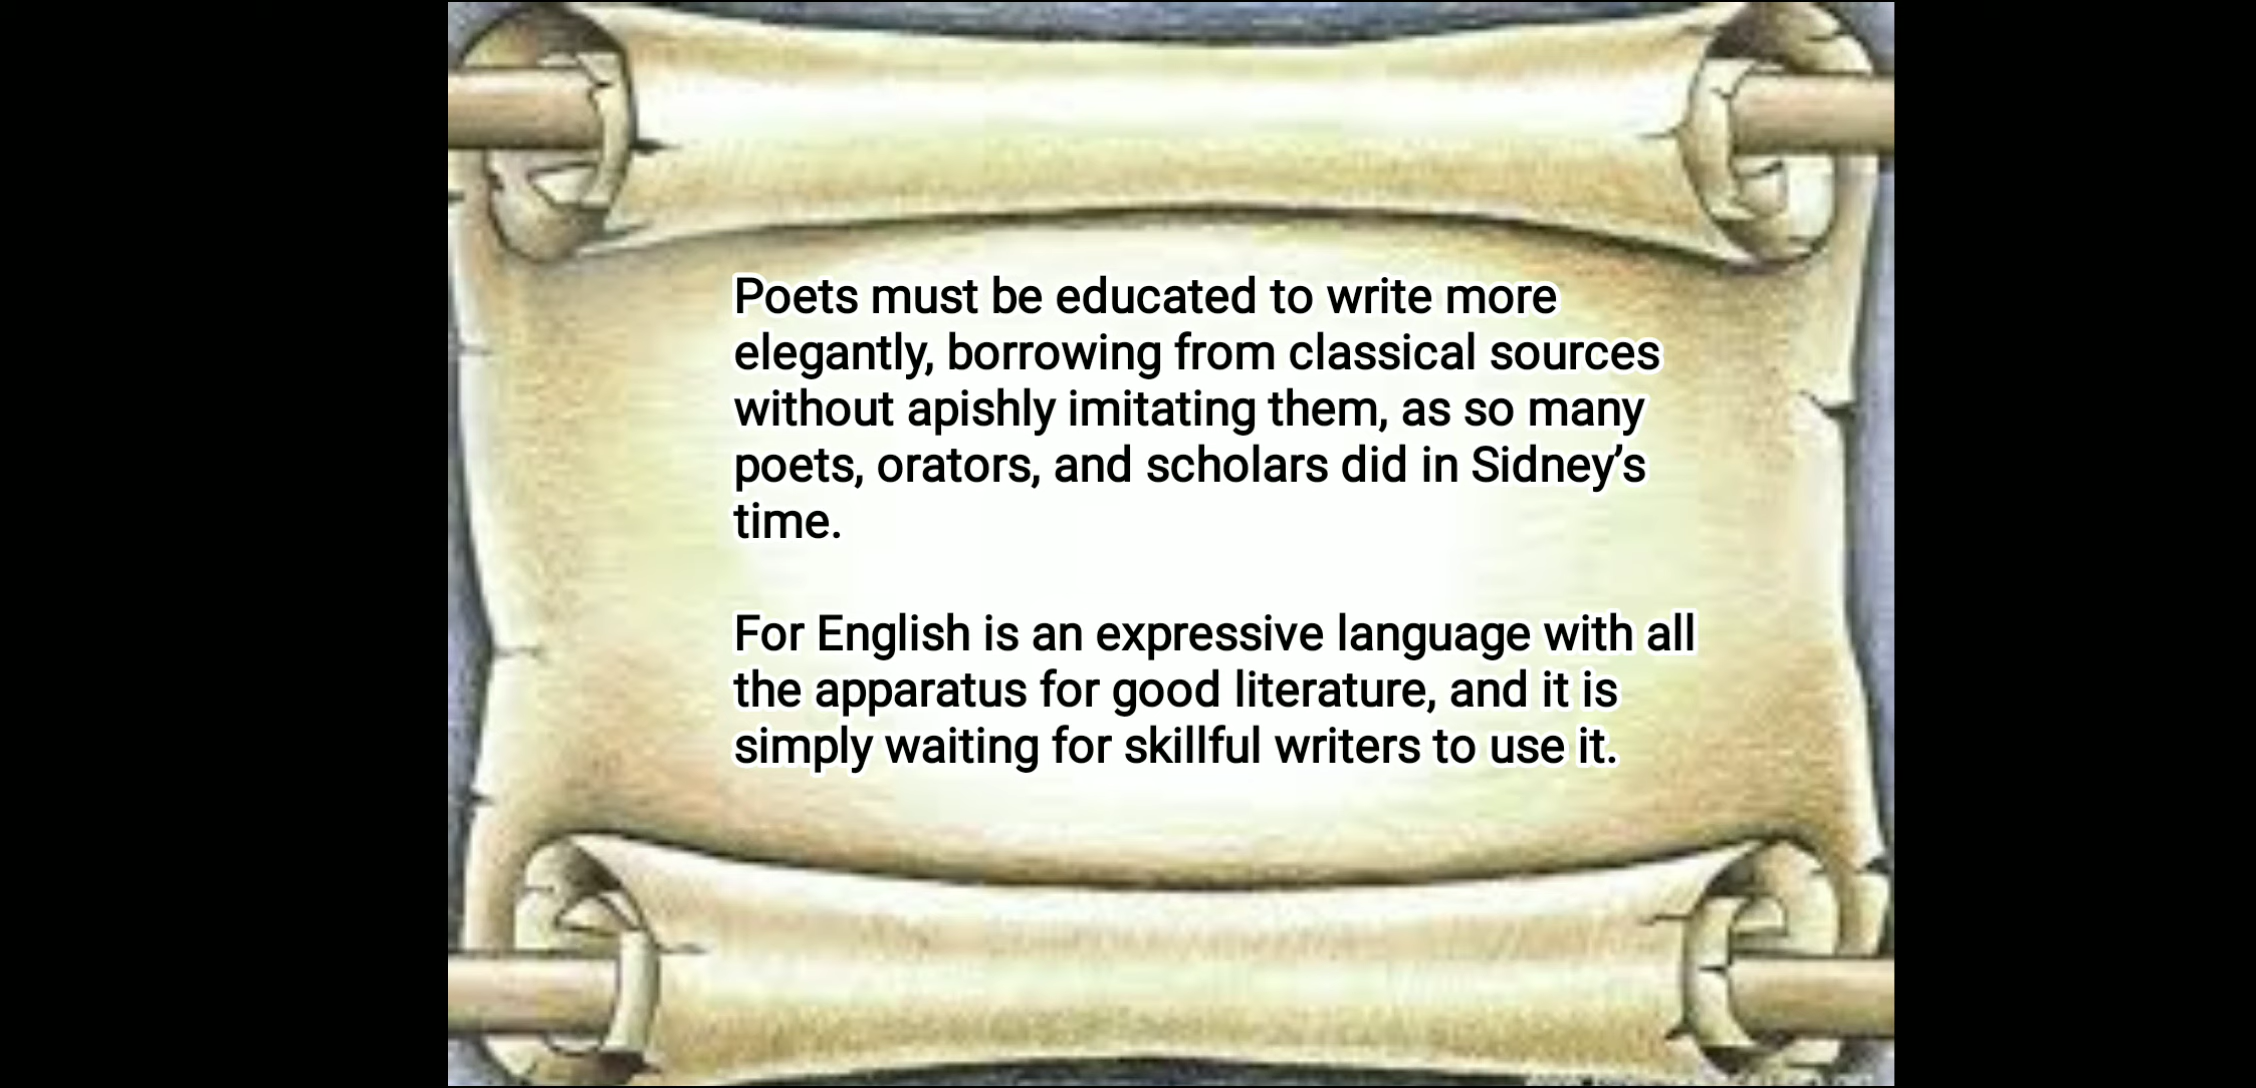 Poets must be educated to write more
elegantly, borrowing from classical sources
without apishly imitating them, as so many
poets, orators, and scholars did in Sidney’s
time.
For English is an expressive language with all
the apparatus for good literature, and it is
simply waiting for skillful writers to use it.